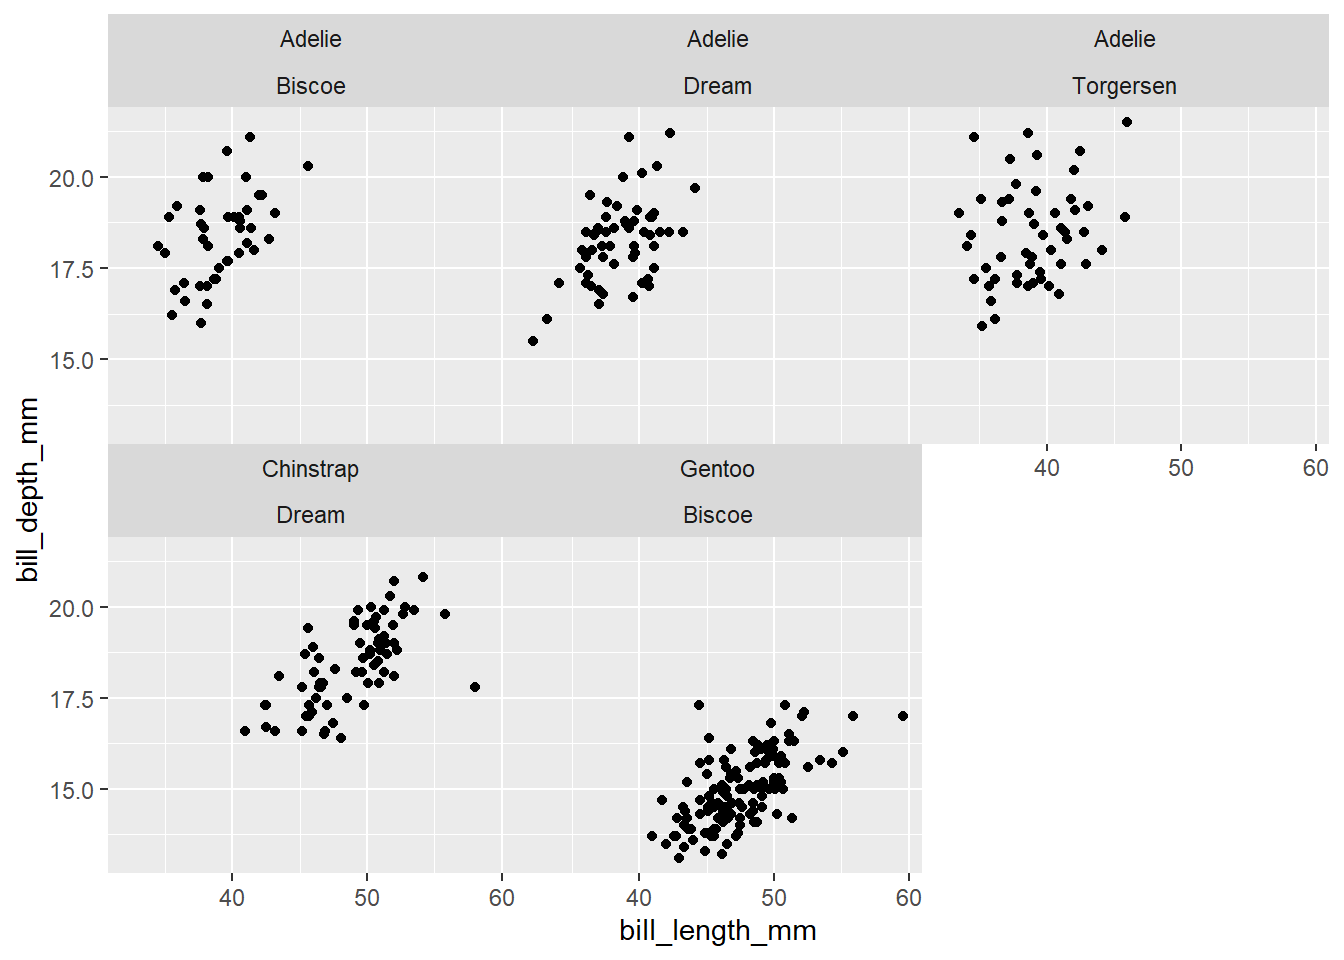 Adelie
Biscoe
Adelie
Dream
Adelie
Torgersen
20.0
17.5
15.0
40
50
60
Chinstrap
Dream
Gentoo
Biscoe
20.0
17.5
15.0
40
50
60
40
50
60
bill_length_mm
bill_depth_mm